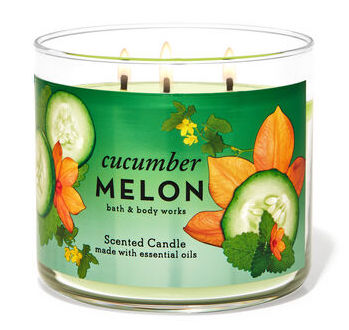 cucumber
MELON
bath & body works
Scented Candle
made with essential oils